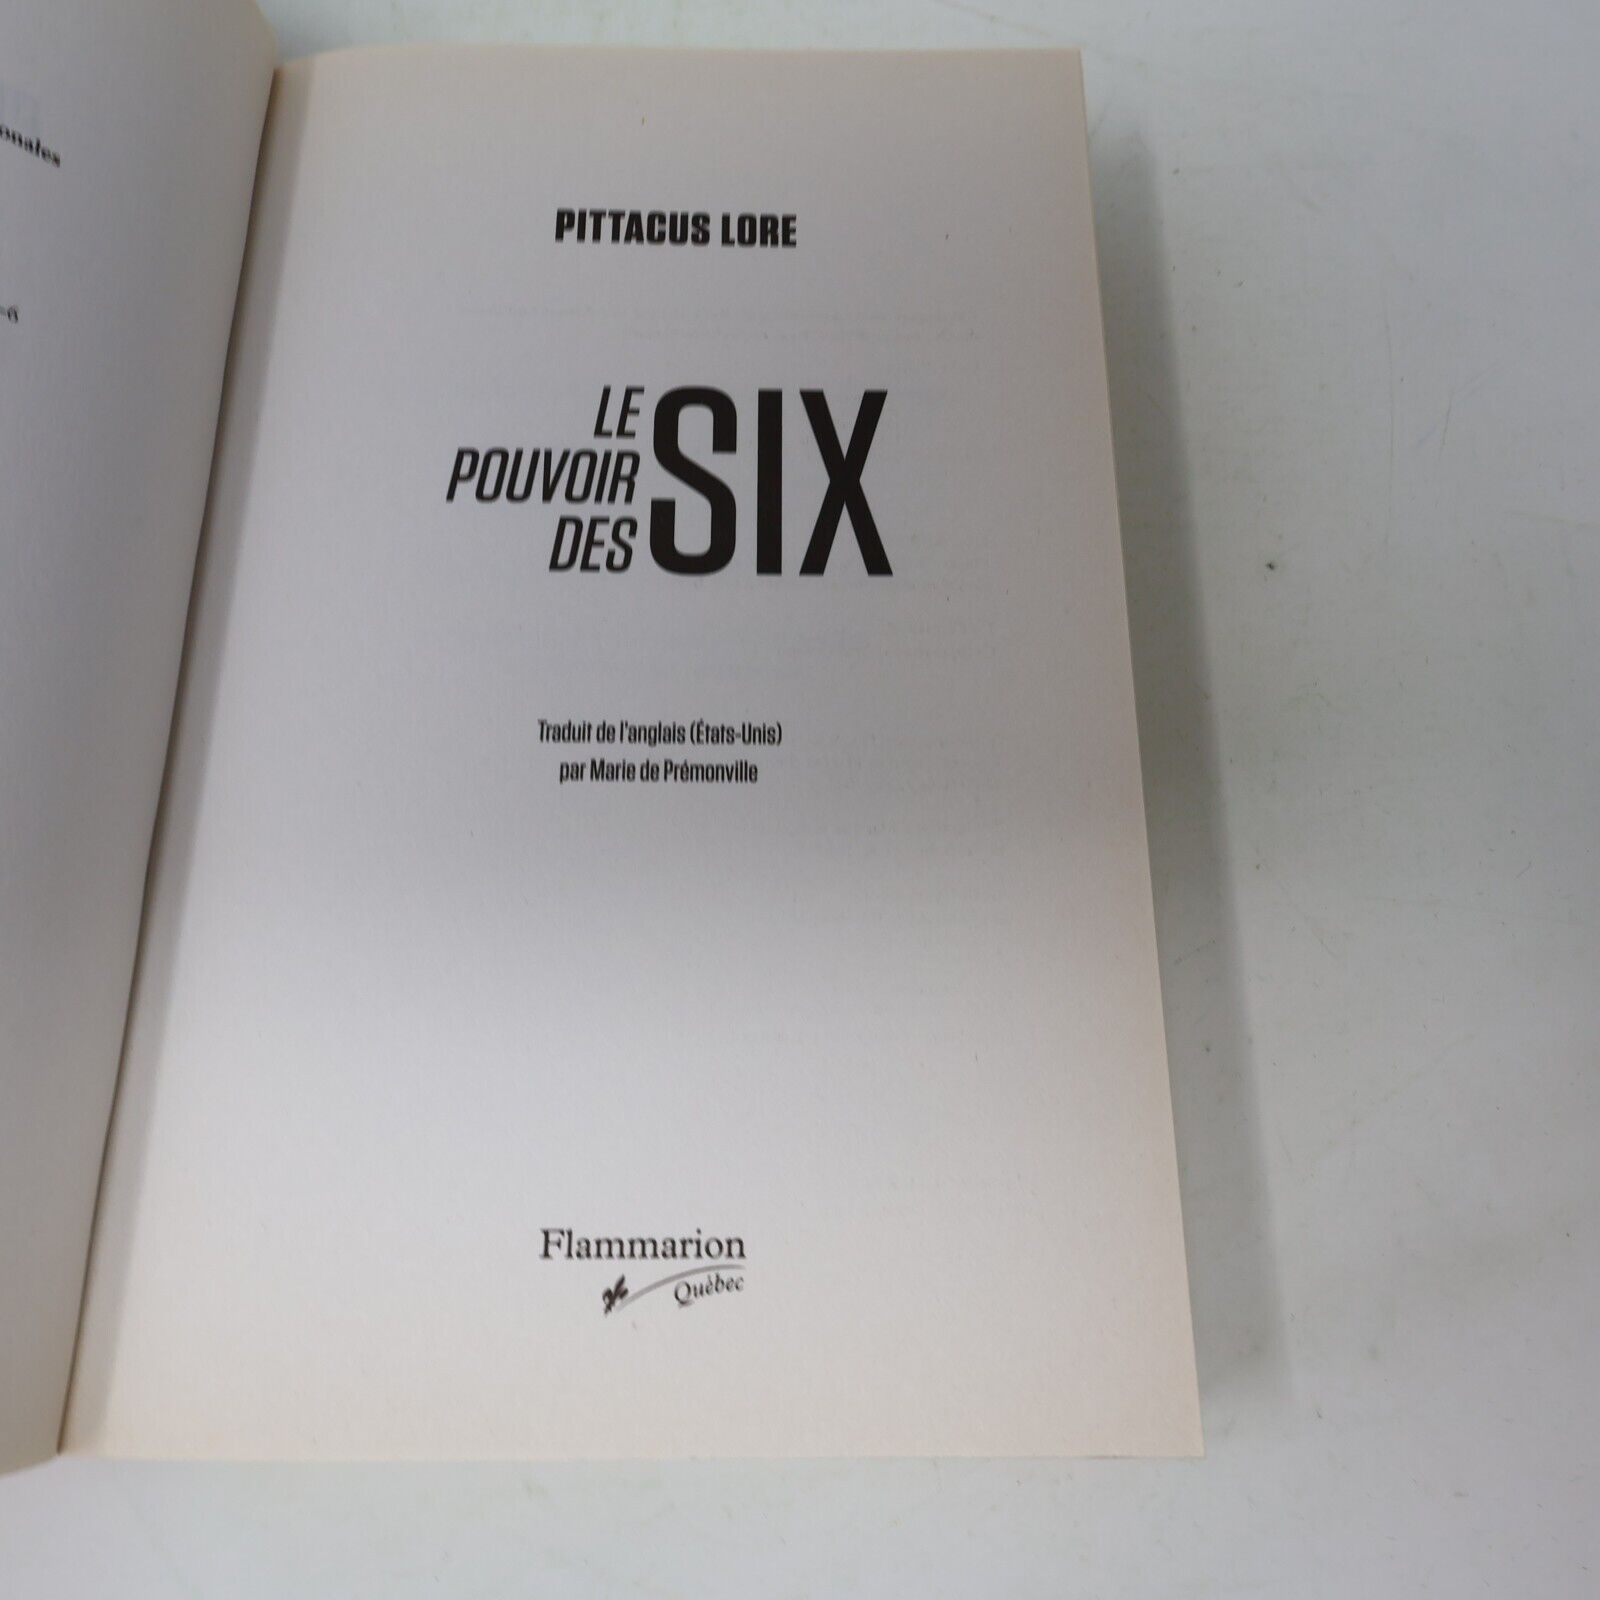 PITTACUS LORE
LE
POUVOIR
DES
SIX
Traduit de l'anglais (États-Unis)
par Marie de Prémonville
Flammarion
Québec